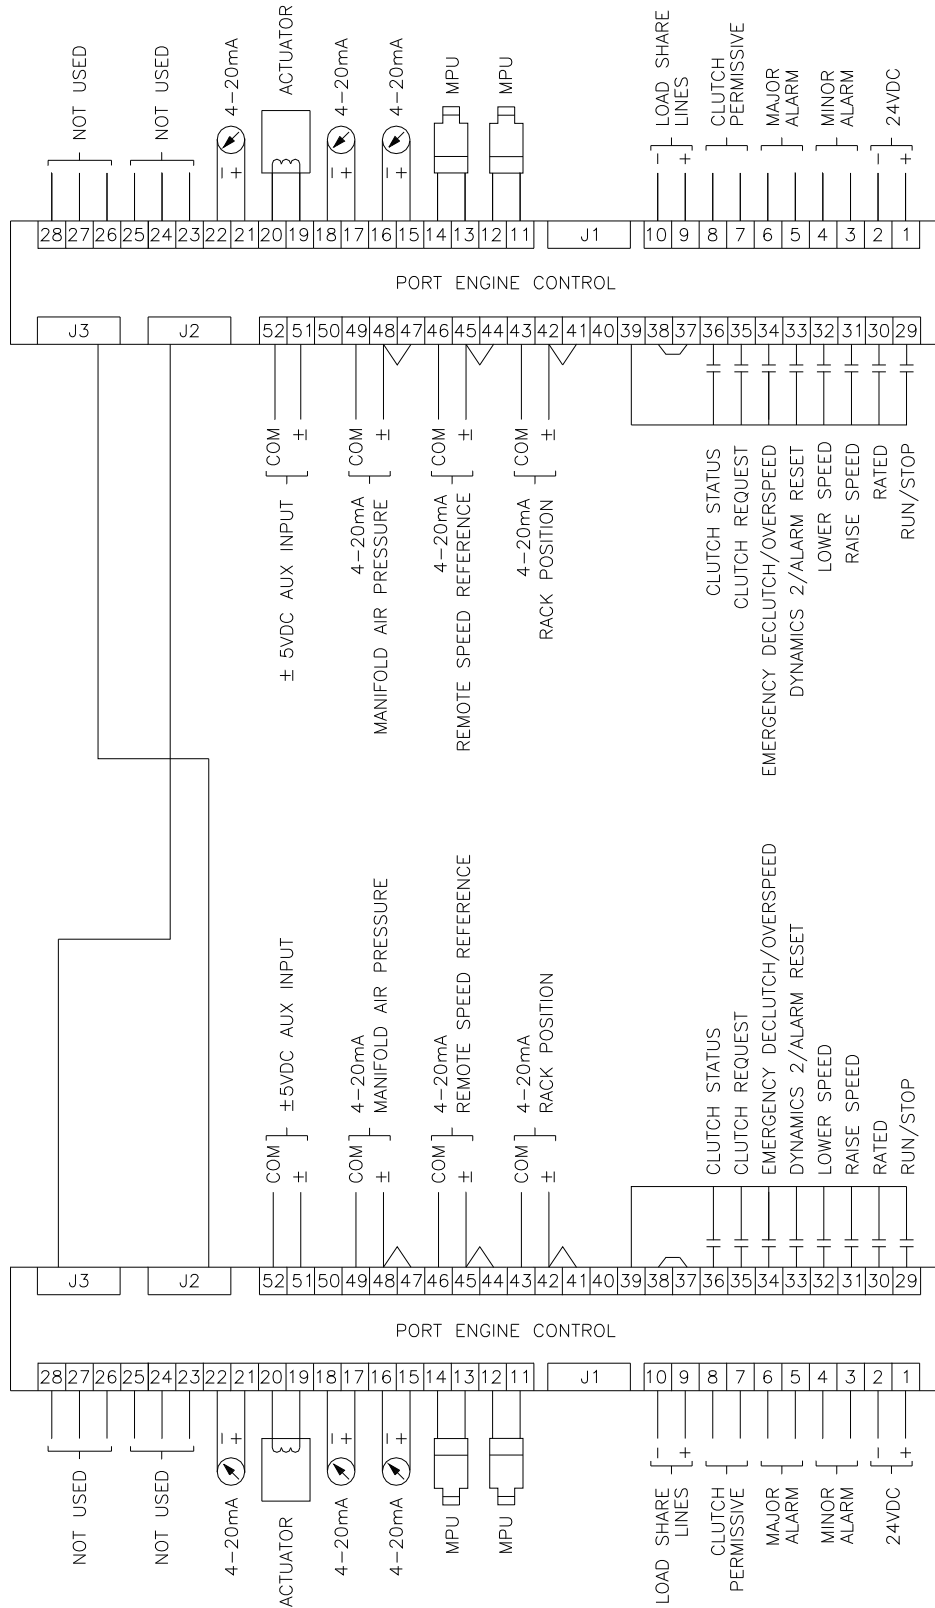 NOT USED
NOT USED
4-20mA
ACTUATOR
4-20mA
4-20mA
MPU
MPU
LOAD SHARE
LINES
CLUTCH
PERMISSIVE
MAJOR
ALARM
MINOR
ALARM
24VDC
- + - + - + - + - +
28 27 26 25 24 23 22 21 20 19 18 17 16 15 14 13 12 11 J1 10 9 8 7 6 5 4 3 2 1
PORT ENGINE CONTROL
J3 J2 52 51 50 49 48 47 46 45 44 43 42 41 40 39 38 37 36 35 34 33 32 31 30 29
COM ± COM ± COM ± COM ±
± 5VDC AUX INPUT
4-20mA
MANIFOLD AIR PRESSURE
4-20mA
REMOTE SPEED REFERENCE
4-20mA
RACK POSITION
CLUTCH STATUS
CLUTCH REQUEST
EMERGENCY DECLUTCH/OVERSPEED
DYNAMICS 2/ALARM RESET
LOWER SPEED
RAISE SPEED
RATED
RUN/STOP
±5VDC AUX INPUT
4-20mA
MANIFOLD AIR PRESSURE
4-20mA
REMOTE SPEED REFERENCE
4-20mA
RACK POSITION
CLUTCH STATUS
CLUTCH REQUEST
EMERGENCY DECLUTCH/OVERSPEED
DYNAMICS 2/ALARM RESET
LOWER SPEED
RAISE SPEED
RATED
RUN/STOP
COM ± COM ± COM ± COM ±
J3 J2 52 51 50 49 48 47 46 45 44 43 42 41 40 39 38 37 36 35 34 33 32 31 30 29
PORT ENGINE CONTROL
28 27 26 25 24 23 22 21 20 19 18 17 16 15 14 13 12 11 J1 10 9 8 7 6 5 4 3 2 1
- + - + - + - + - +
NOT USED
NOT USED
4-20mA
ACTUATOR
4-20mA
4-20mA
MPU
MPU
LOAD SHARE
LINES
CLUTCH
PERMISSIVE
MAJOR
ALARM
MINOR
ALARM
24VDC